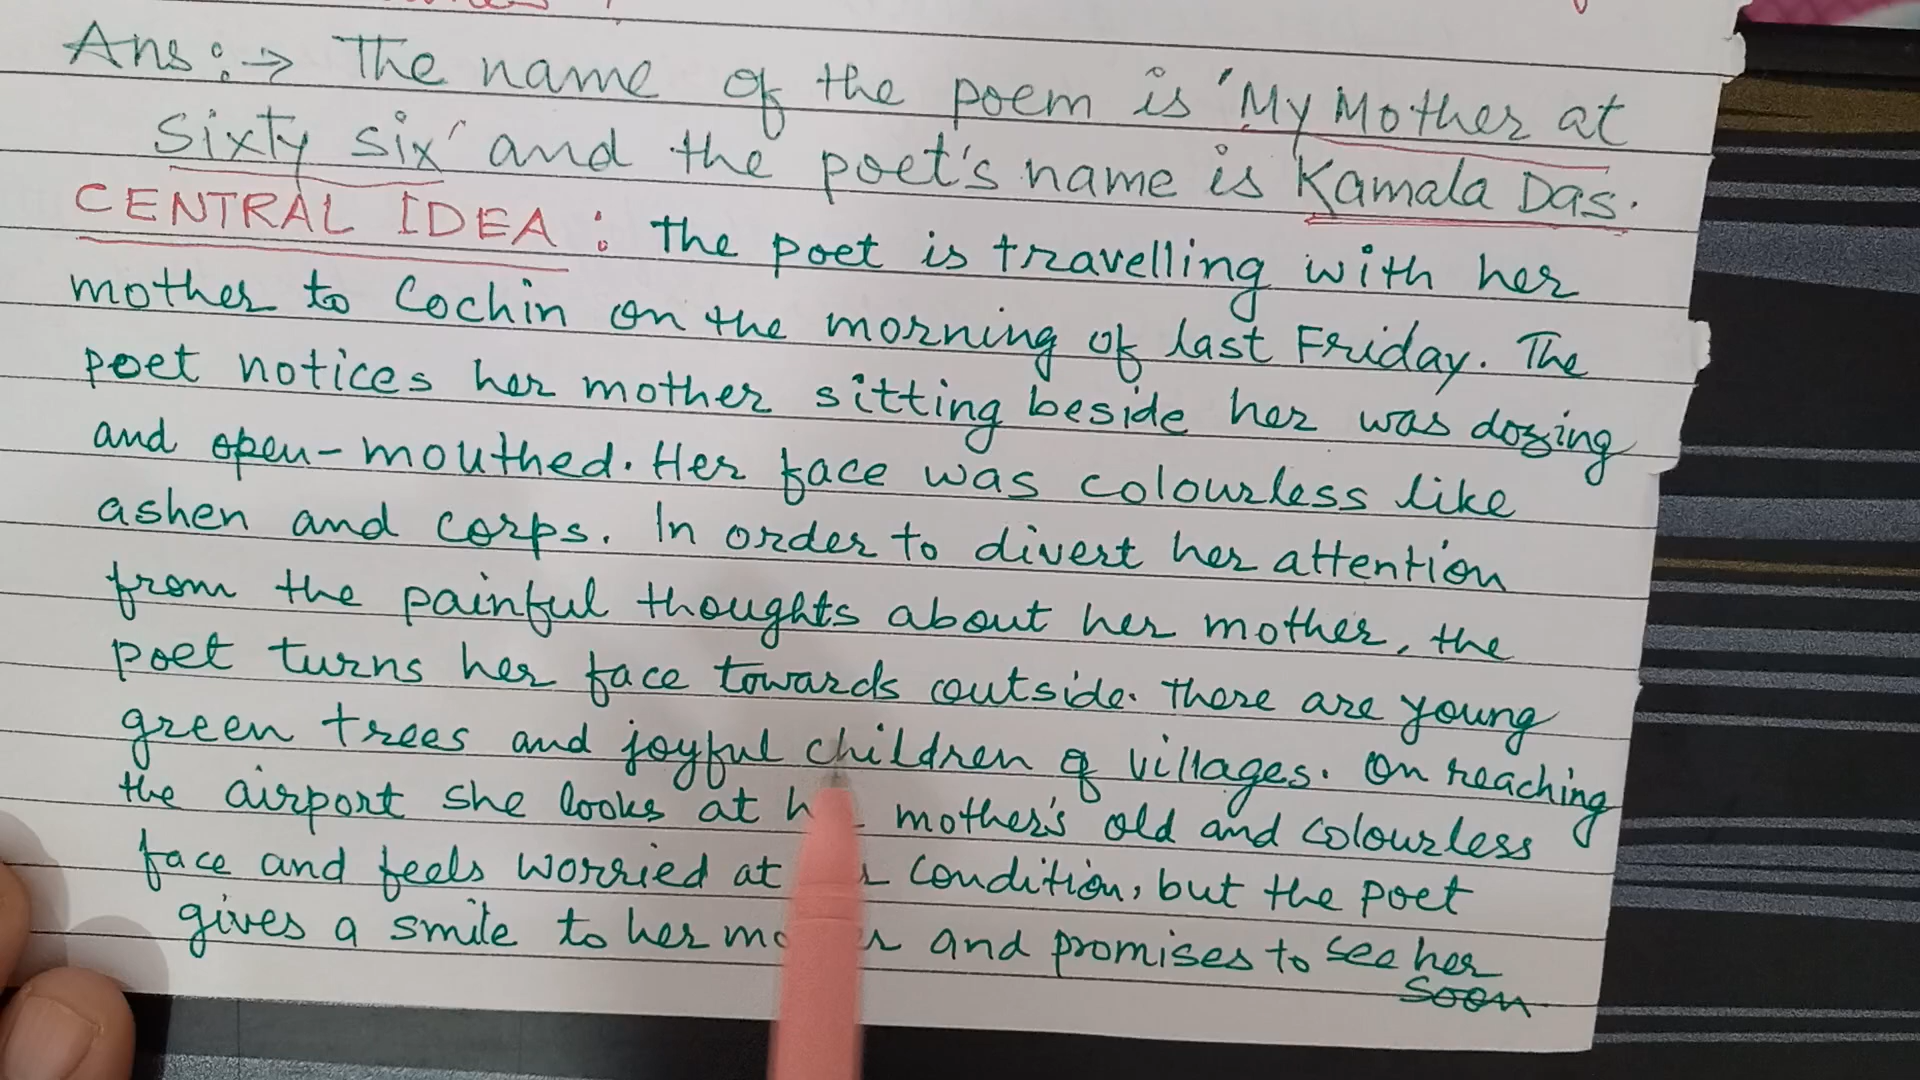 Ans:→ The name of the poem is 'My Mother at
Sixty six' and the poet's name is Kamala Das.
CENTRAL IDEA : The poet is travelling with her
mother to Cochin on the morning of last Friday. The
poet notices her mother sitting beside her was dozing
and open-mouthed. Her face was colourless like
ashen and corps. In order to divert her attention
from the painful thoughts about her mother, the
poet turns her face towards outside. There are young
green trees and joyful children of villages. On reaching
the airport she looks at mother's old and colourless
face and feels worried at condition, but the poet
gives a smile to her and promises to see her
soon